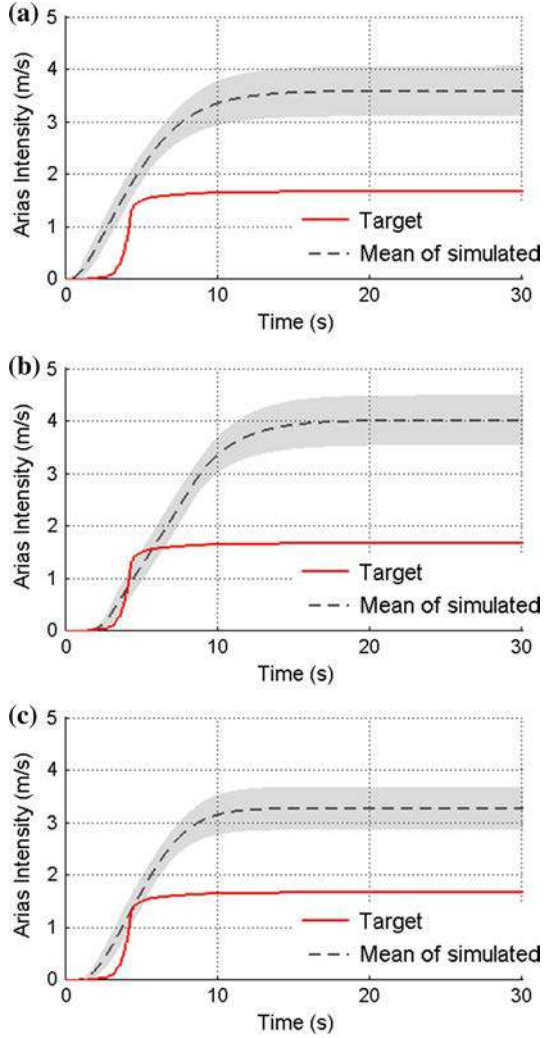 (a)
Arias Intensity (m/s)
5
4
3
2
1
0
Target
Mean of simulated
0 10 20 30
Time (s)
(b)
Arias Intensity (m/s)
5
4
3
2
1
0
Target
Mean of simulated
0 10 20 30
Time (s)
(c)
Arias Intensity (m/s)
5
4
3
2
1
0
Target
Mean of simulated
0 10 20 30
Time (s)